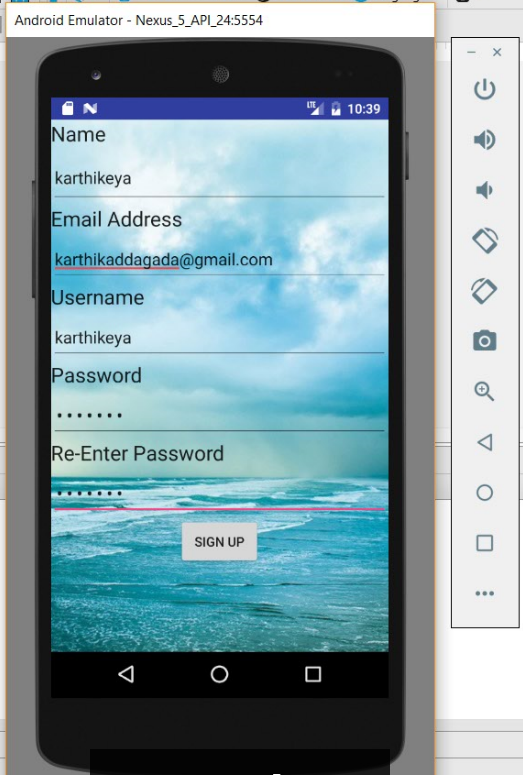 Android Emulator - Nexus_5_API_24:5554
LTE 10:39
Name
karthikeya
Email Address
karthikaddagada@gmail.com
Username
karthikeya
Password
•••••••
Re-Enter Password
•••••••
SIGN UP